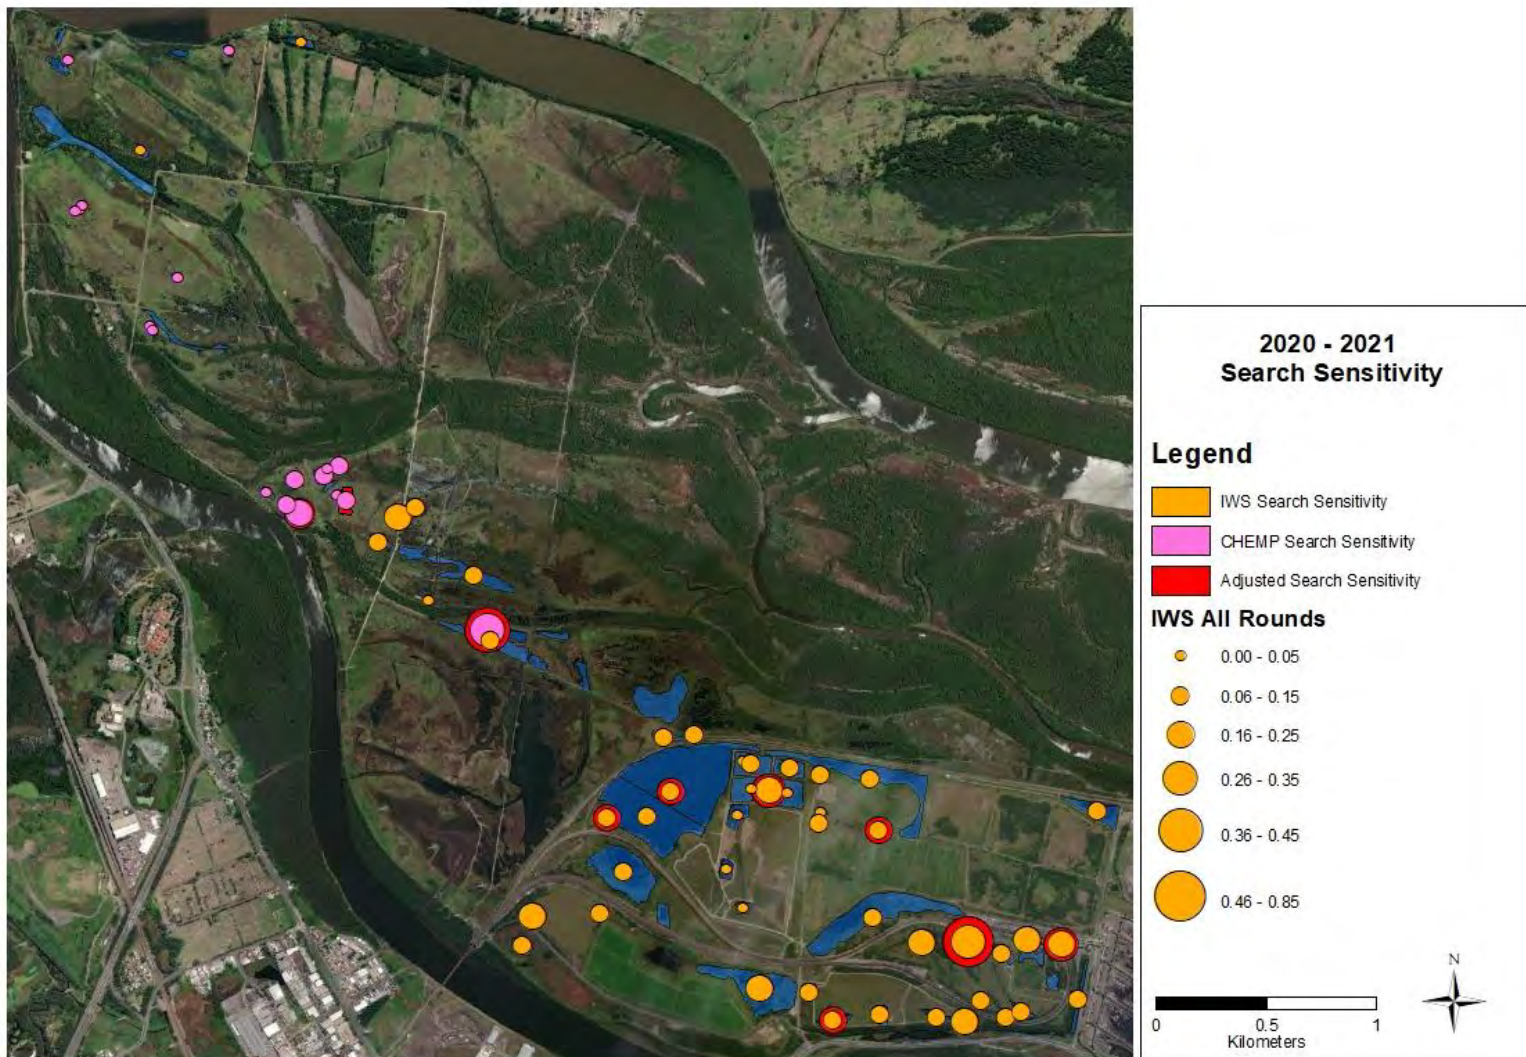 2020 - 2021
Search Sensitivity
Legend
IWS Search Sensitivity
CHEMP Search Sensitivity
Adjusted Search Sensitivity
IWS All Rounds
0.00 - 0.05
0.06 - 0.15
0.16 - 0.25
0.26 - 0.35
0.36 - 0.45
0.46 - 0.85
N
0 0.5 1
Kilometers